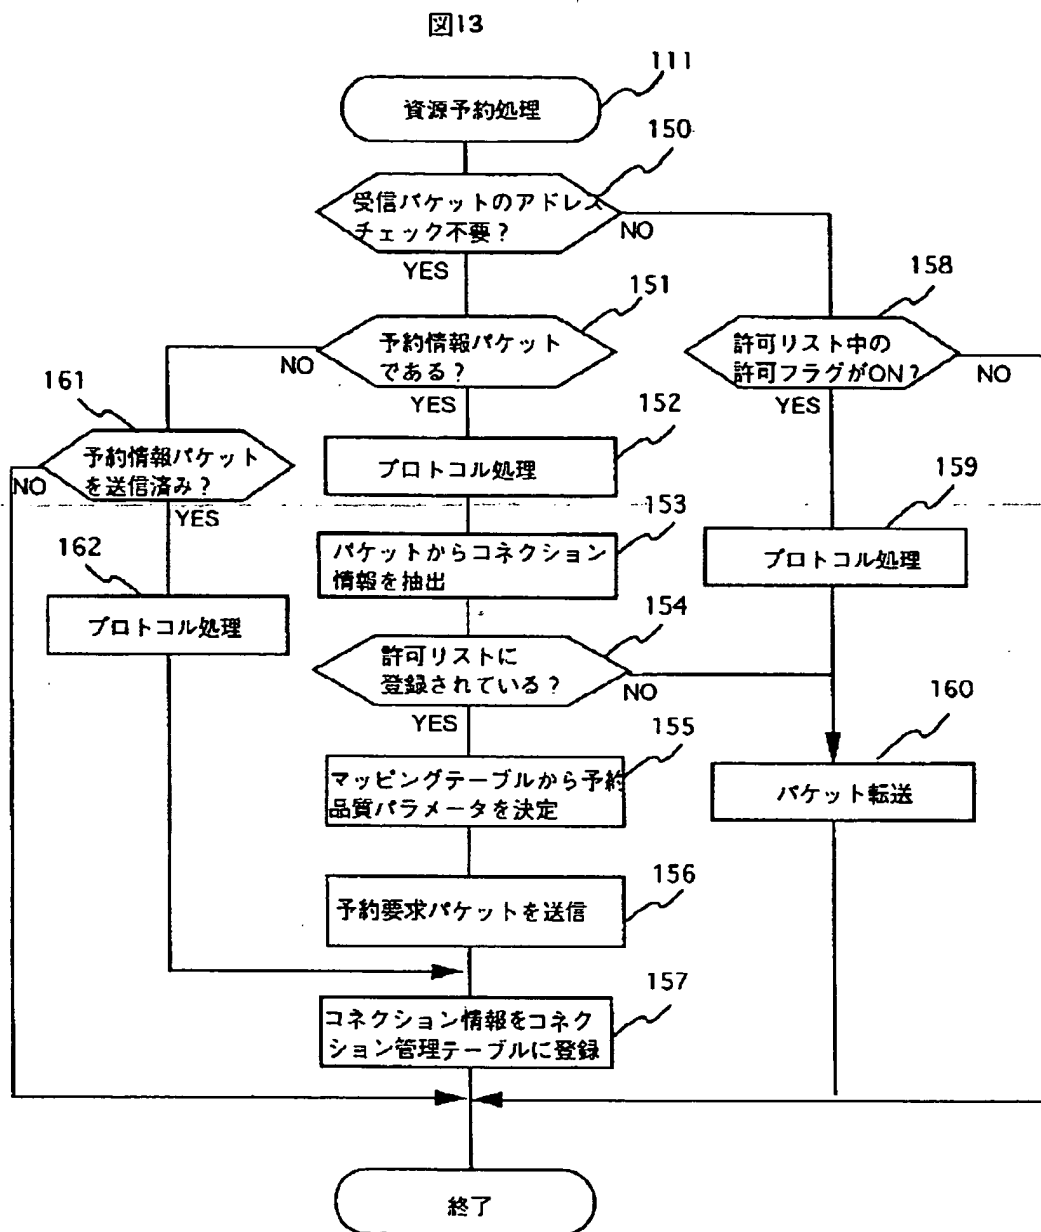 図13
111
資源予約処理
150
受信パケットのアドレス
チェック不要？
NO
YES
158
151
予約情報パケット
である？
NO
YES
許可リスト中の
許可フラグがON？
NO
YES
161
予約情報パケット
を送信済み？
NO
YES
152
プロトコル処理
159
プロトコル処理
153
パケットからコネクション
情報を抽出
162
プロトコル処理
154
許可リストに
登録されている？
NO
YES
160
パケット転送
155
マッピングテーブルから予約
品質パラメータを決定
156
予約要求パケットを送信
157
コネクション情報をコネク
ション管理テーブルに登録
終了